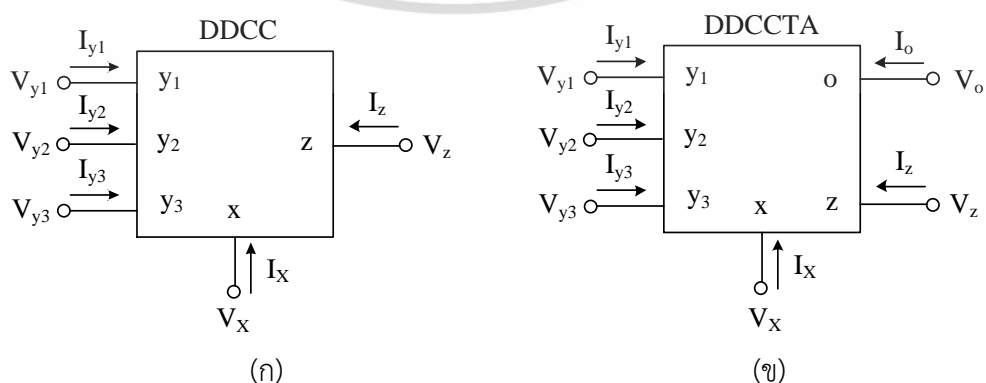 DDCC
I_y1
V_y1
y_1
I_y2
V_y2
y_2
I_y3
V_y3
y_3
x
z
I_z
V_z
I_X
V_X
(ก)
DDCCTA
I_y1
V_y1
y_1
I_y2
V_y2
y_2
I_y3
V_y3
y_3
x
o
I_o
V_o
z
I_z
V_z
I_X
V_X
(ข)